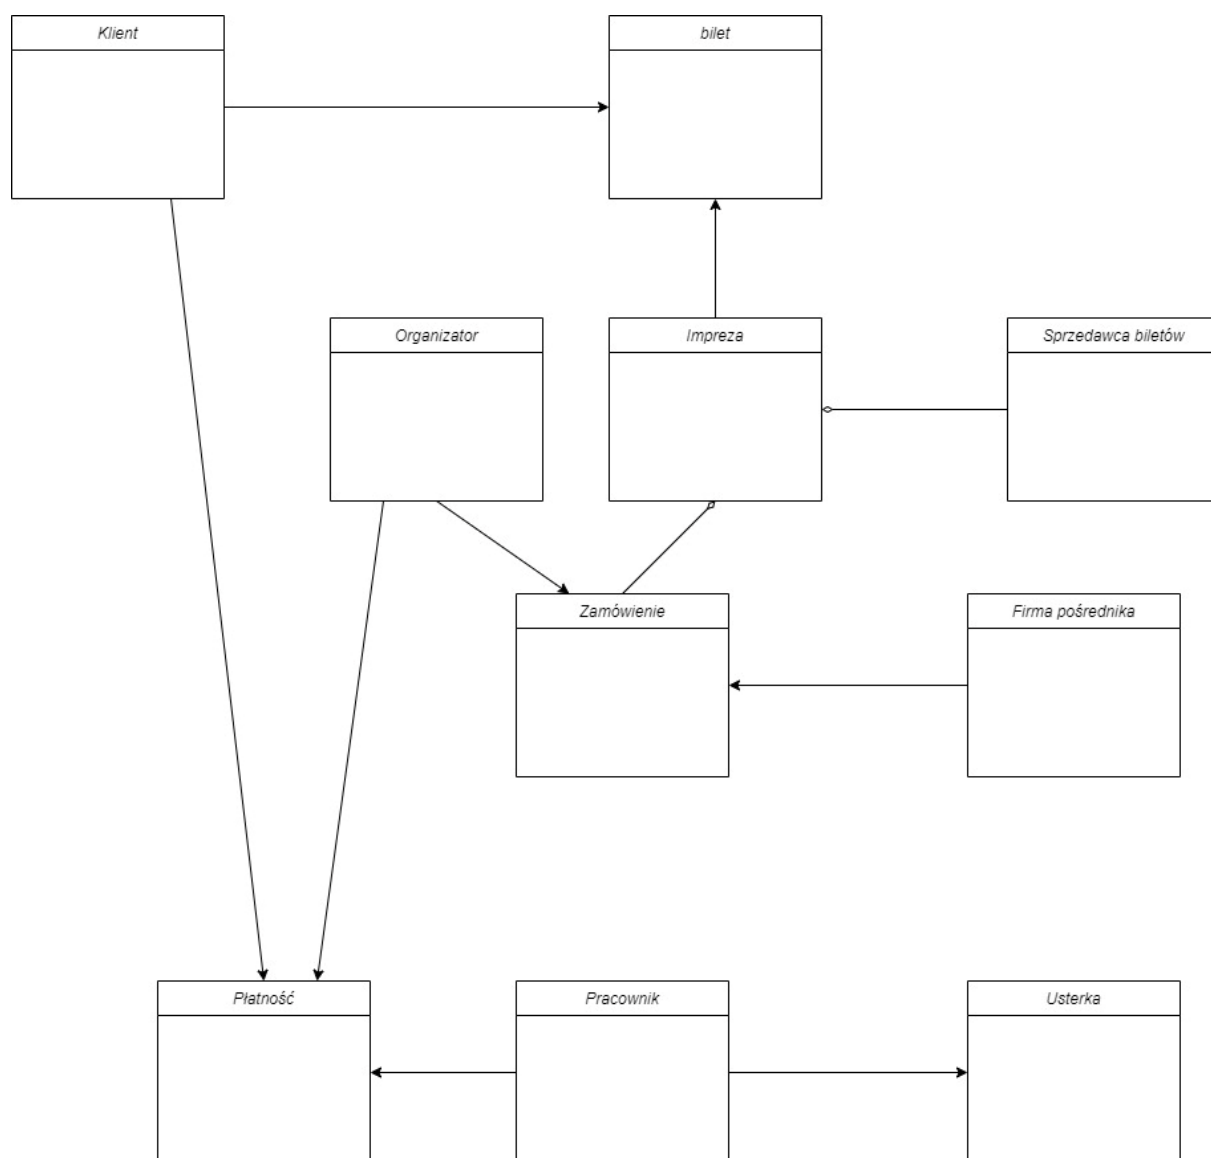 Klient
bilet
Organizator
Impreza
Sprzedawca biletów
Zamówienie
Firma pośrednika
Płatność
Pracownik
Usterka